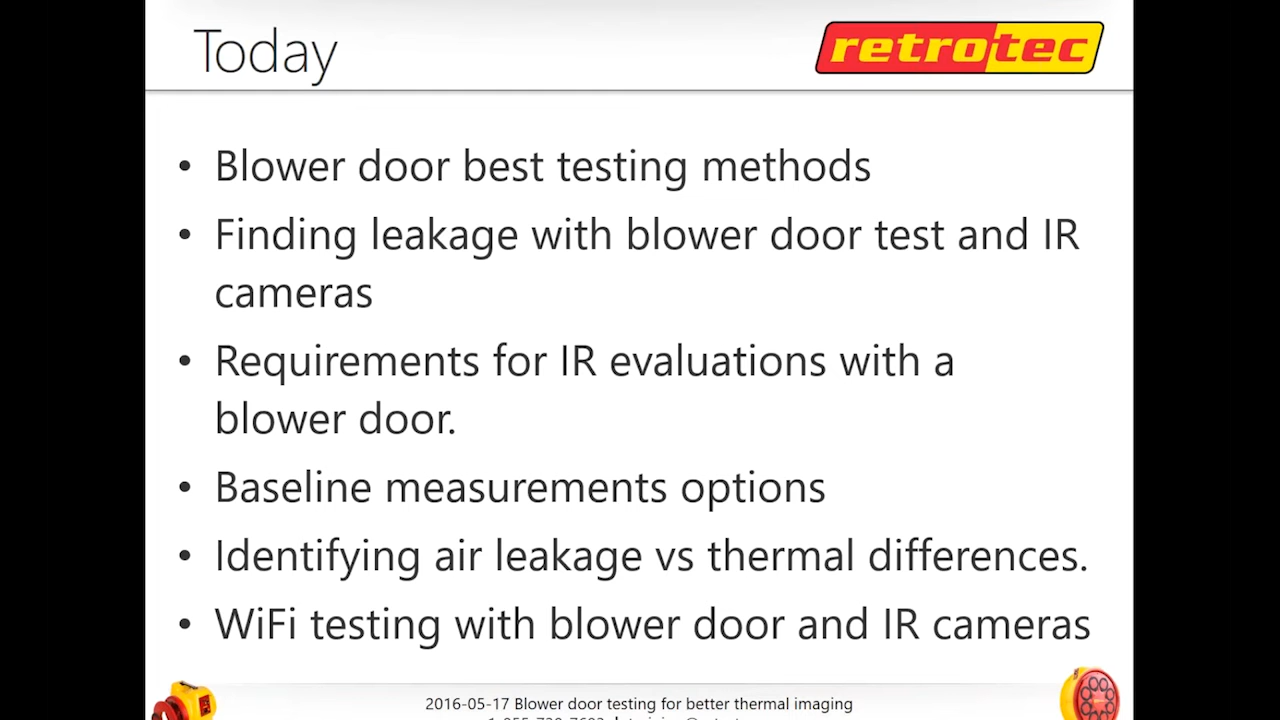 Today
retrotec
• Blower door best testing methods
• Finding leakage with blower door test and IR
cameras
• Requirements for IR evaluations with a
blower door.
• Baseline measurements options
• Identifying air leakage vs thermal differences.
• WiFi testing with blower door and IR cameras
2016-05-17 Blower door testing for better thermal imaging